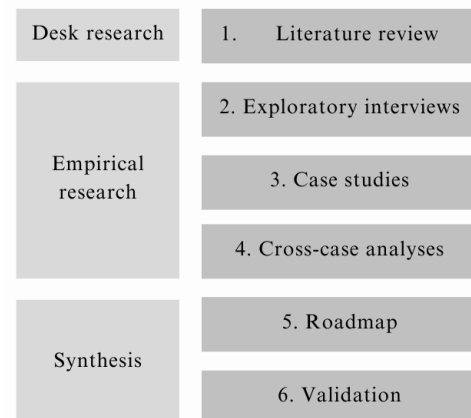 Desk research
1. Literature review
Empirical
research
2. Exploratory interviews
3. Case studies
4. Cross-case analyses
Synthesis
5. Roadmap
6. Validation